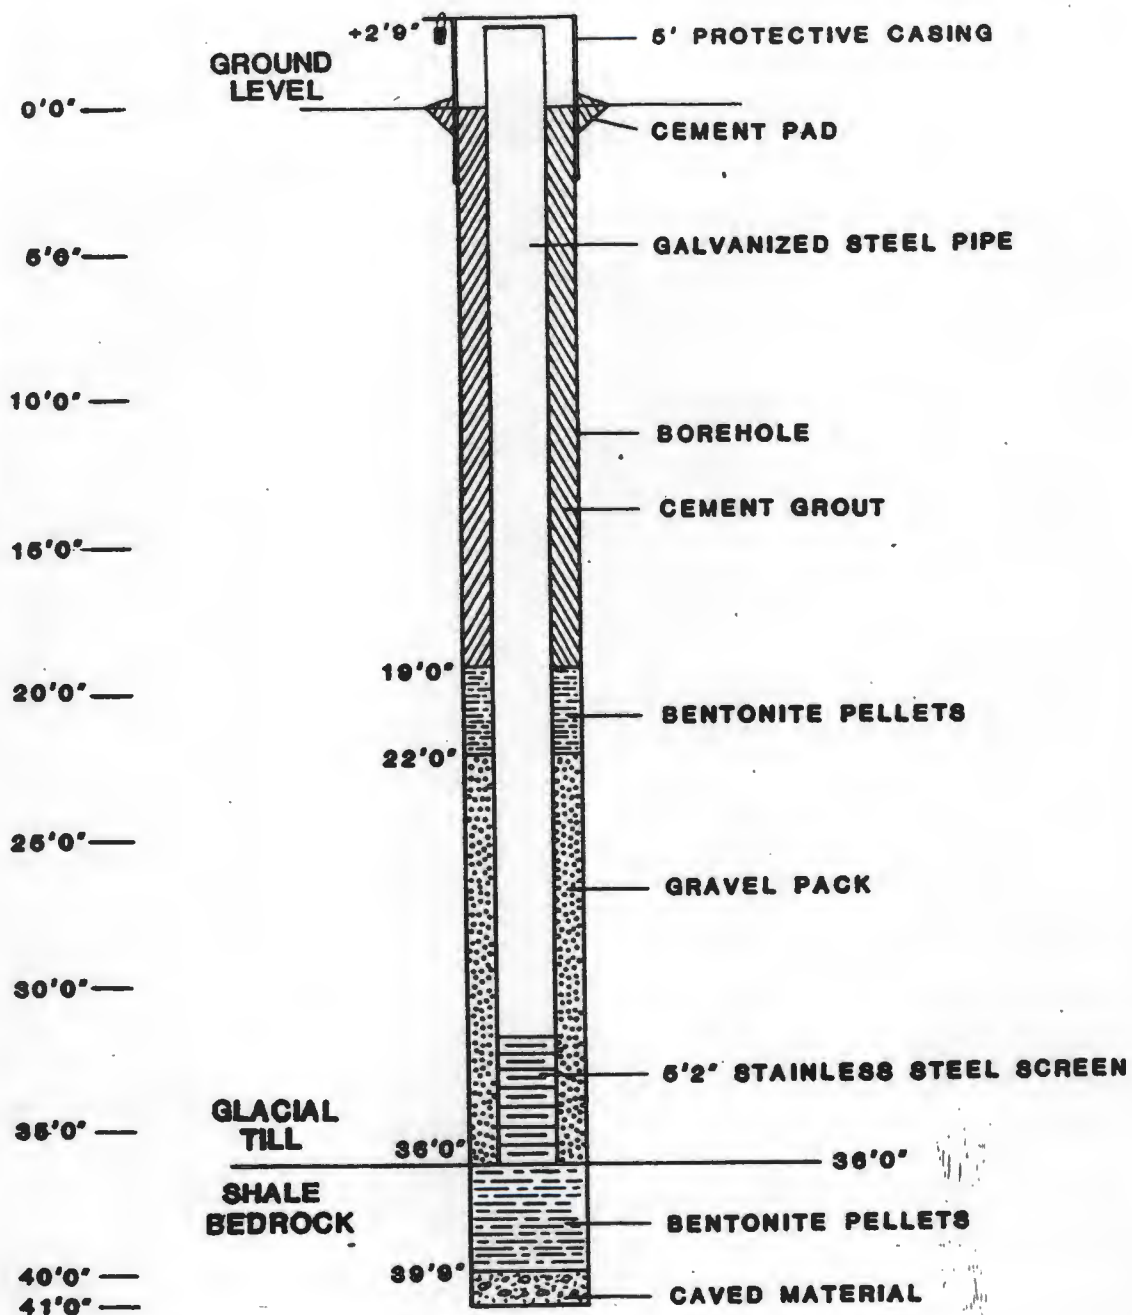 +2'9"
5' PROTECTIVE CASING
GROUND
LEVEL
0'0"
CEMENT PAD
5'0"
GALVANIZED STEEL PIPE
10'0"
BOREHOLE
CEMENT GROUT
15'0"
19'0"
20'0"
BENTONITE PELLETS
22'0"
25'0"
GRAVEL PACK
30'0"
5'2" STAINLESS STEEL SCREEN
GLACIAL
TILL
35'0"
36'0"
36'0"
SHALE
BEDROCK
BENTONITE PELLETS
39'9"
40'0"
CAVED MATERIAL
41'0"